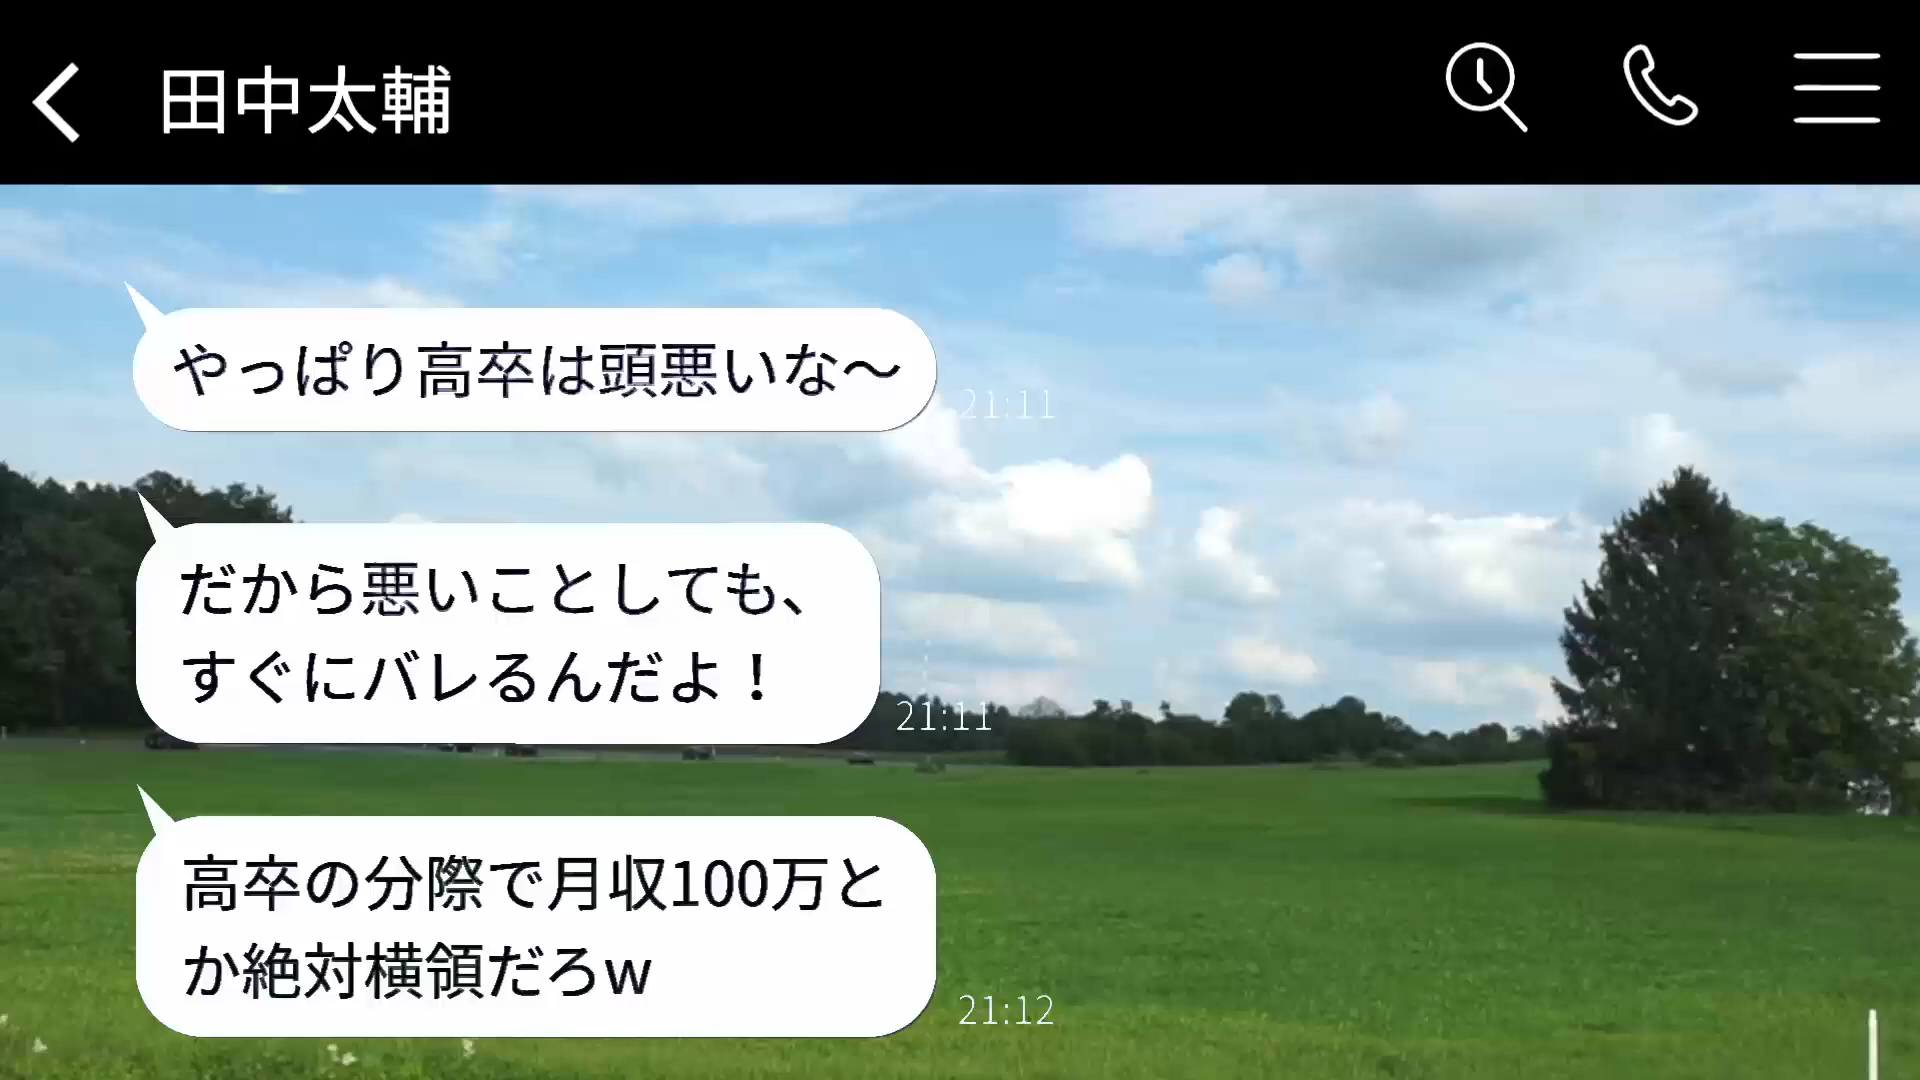 田中太輔
やっぱり高卒は頭悪いな～
21:11
だから悪いことしても、
すぐにバレるんだよ！
21:11
高卒の分際で月収100万と
か絶対横領だろw
21:12